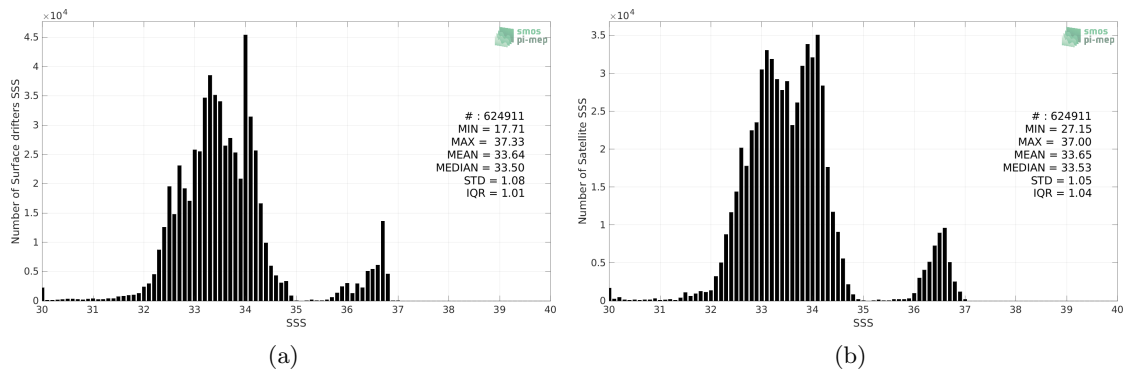 ×10⁴
4.5
4
3.5
3
2.5
2
1.5
1
0.5
0
Number of Surface drifters SSS
30 31 32 33 34 35 36 37 38 39 40
SSS
smos
pi-mep
# : 624911
MIN = 17.71
MAX = 37.33
MEAN = 33.64
MEDIAN = 33.50
STD = 1.08
IQR = 1.01
(a)
×10⁴
3.5
3
2.5
2
1.5
1
0.5
0
Number of Satellite SSS
30 31 32 33 34 35 36 37 38 39 40
SSS
smos
pi-mep
# : 624911
MIN = 27.15
MAX = 37.00
MEAN = 33.65
MEDIAN = 33.53
STD = 1.05
IQR = 1.04
(b)